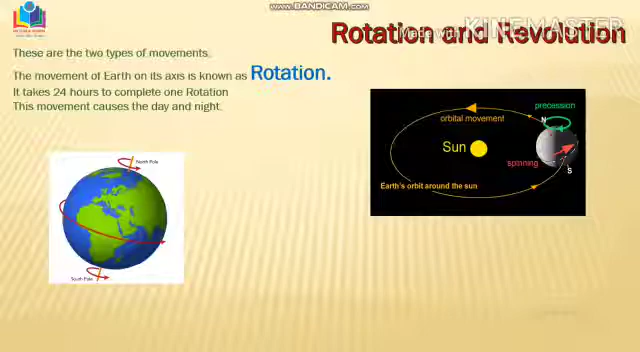 www.BANDICAM.com
Rotation and Revolution
Made with KINEMASTER
These are the two types of movements.
The movement of Earth on its axis is known as Rotation.
It takes 24 hours to complete one Rotation
This movement causes the day and night.
precession
N
orbital movement
Sun
spinning
S
Earth's orbit around the sun
North Pole
South Pole